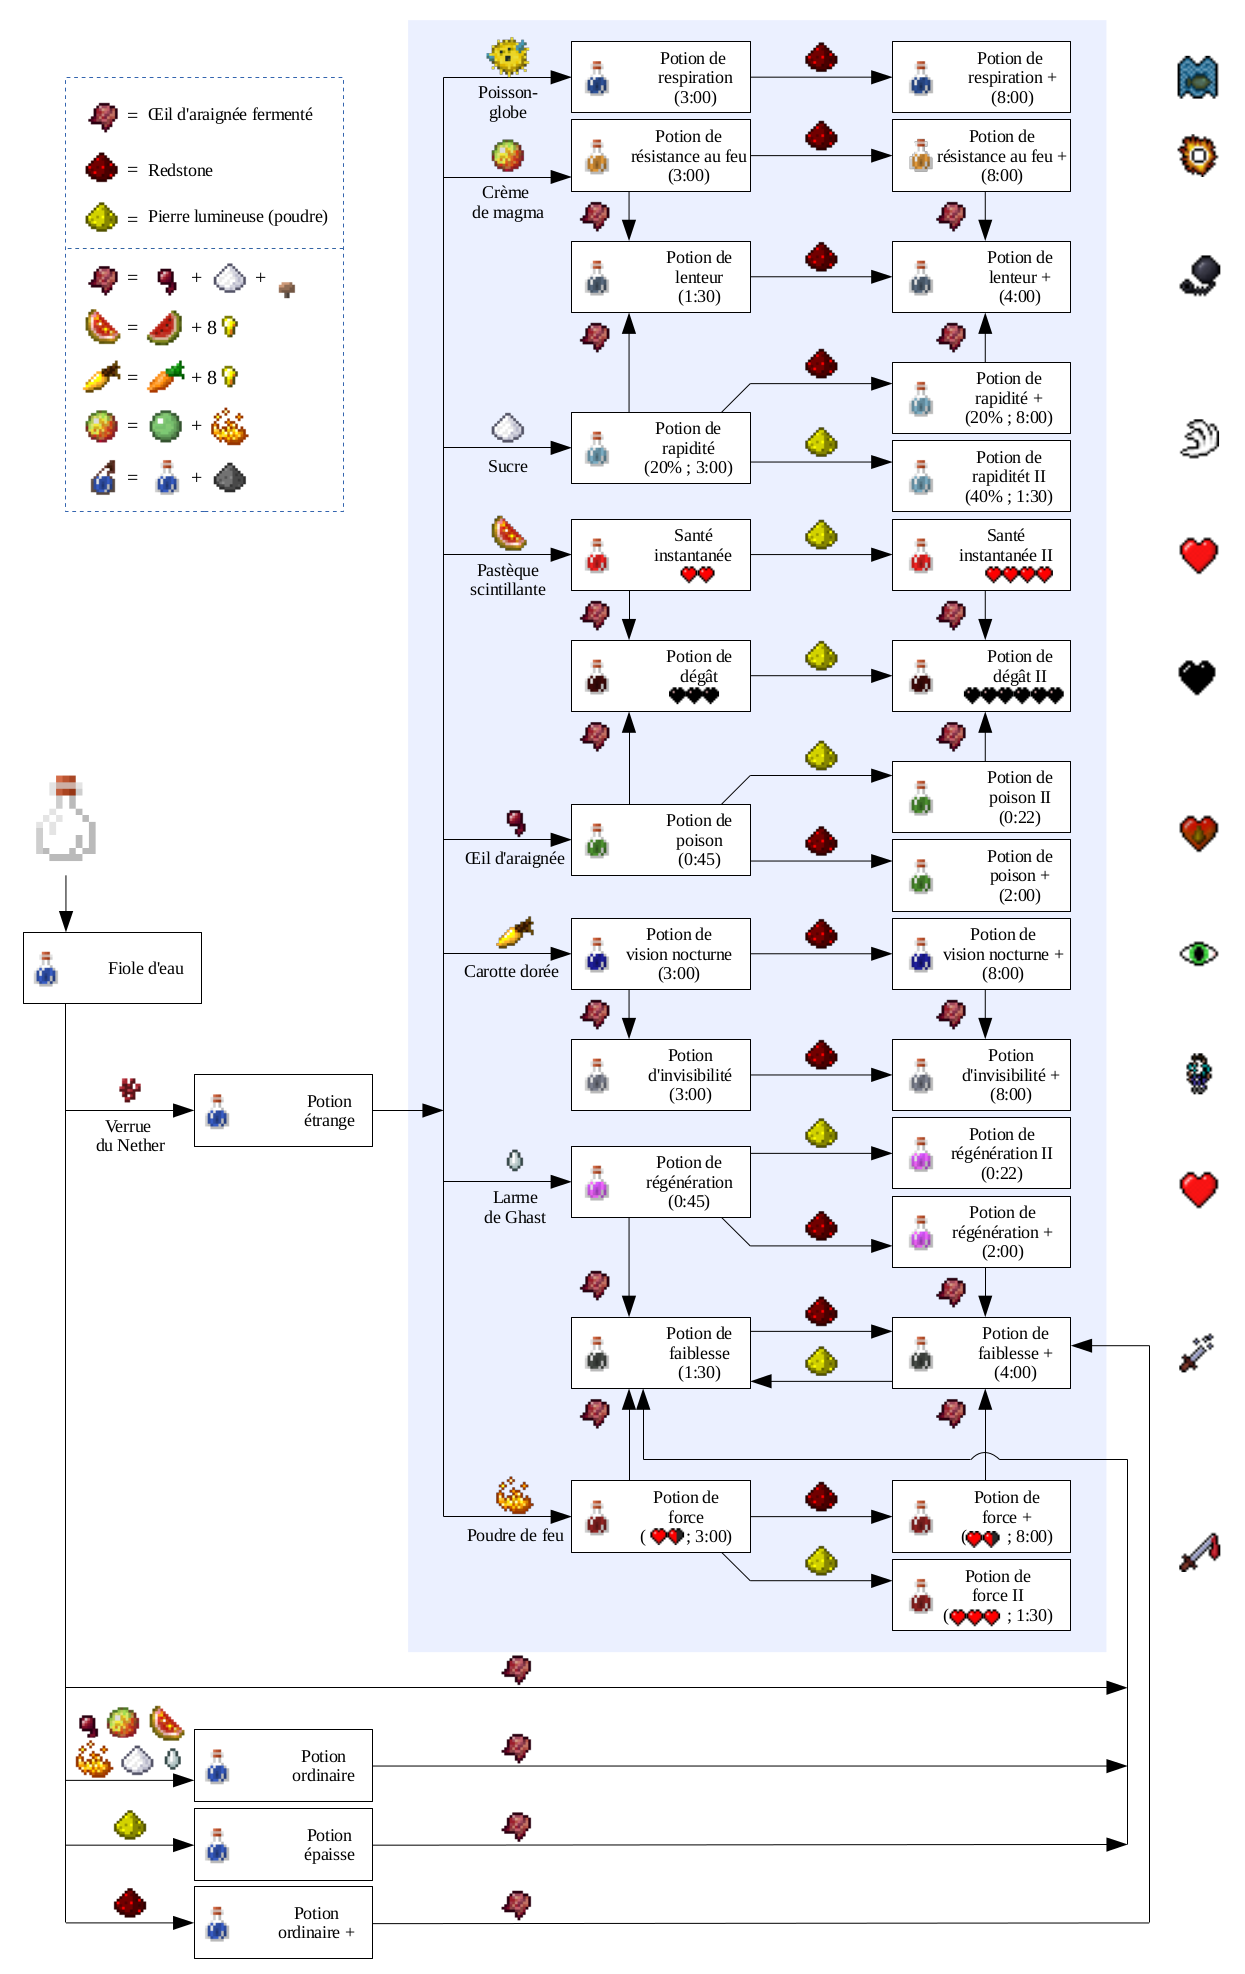 = Œil d'araignée fermenté
= Redstone
= Pierre lumineuse (poudre)
= + +
= + 8
= + 8
= +
= +
Fiole d'eau
Verrue
du Nether
Potion
étrange
Poisson-
globe
Potion de
respiration
(3:00)
Potion de
respiration +
(8:00)
Crème
de magma
Potion de
résistance au feu
(3:00)
Potion de
résistance au feu +
(8:00)
Potion de
lenteur
(1:30)
Potion de
lenteur +
(4:00)
Sucre
Potion de
rapidité
(20% ; 3:00)
Potion de
rapidité +
(20% ; 8:00)
Potion de
rapiditét II
(40% ; 1:30)
Pastèque
scintillante
Santé
instantanée
Santé
instantanée II
Potion de
dégât
Potion de
dégât II
Œil d'araignée
Potion de
poison
(0:45)
Potion de
poison II
(0:22)
Potion de
poison +
(2:00)
Carotte dorée
Potion de
vision nocturne
(3:00)
Potion de
vision nocturne +
(8:00)
Potion
d'invisibilité
(3:00)
Potion
d'invisibilité +
(8:00)
Larme
de Ghast
Potion de
régénération
(0:45)
Potion de
régénération II
(0:22)
Potion de
régénération +
(2:00)
Potion de
faiblesse
(1:30)
Potion de
faiblesse +
(4:00)
Poudre de feu
Potion de
force
( ; 3:00)
Potion de
force +
( ; 8:00)
Potion de
force II
( ; 1:30)
Potion
ordinaire
Potion
épaisse
Potion
ordinaire +